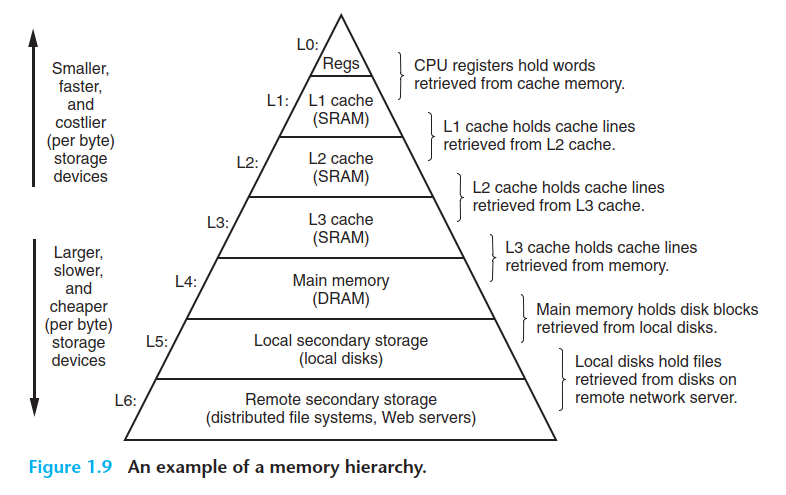 Smaller,
faster,
and
costlier
(per byte)
storage
devices
Larger,
slower,
and
cheaper
(per byte)
storage
devices
L0:
Regs
CPU registers hold words
retrieved from cache memory.
L1:
L1 cache
(SRAM)
L1 cache holds cache lines
retrieved from L2 cache.
L2:
L2 cache
(SRAM)
L2 cache holds cache lines
retrieved from L3 cache.
L3:
L3 cache
(SRAM)
L3 cache holds cache lines
retrieved from memory.
L4:
Main memory
(DRAM)
Main memory holds disk blocks
retrieved from local disks.
L5:
Local secondary storage
(local disks)
Local disks hold files
retrieved from disks on
remote network server.
L6:
Remote secondary storage
(distributed file systems, Web servers)
Figure 1.9 An example of a memory hierarchy.